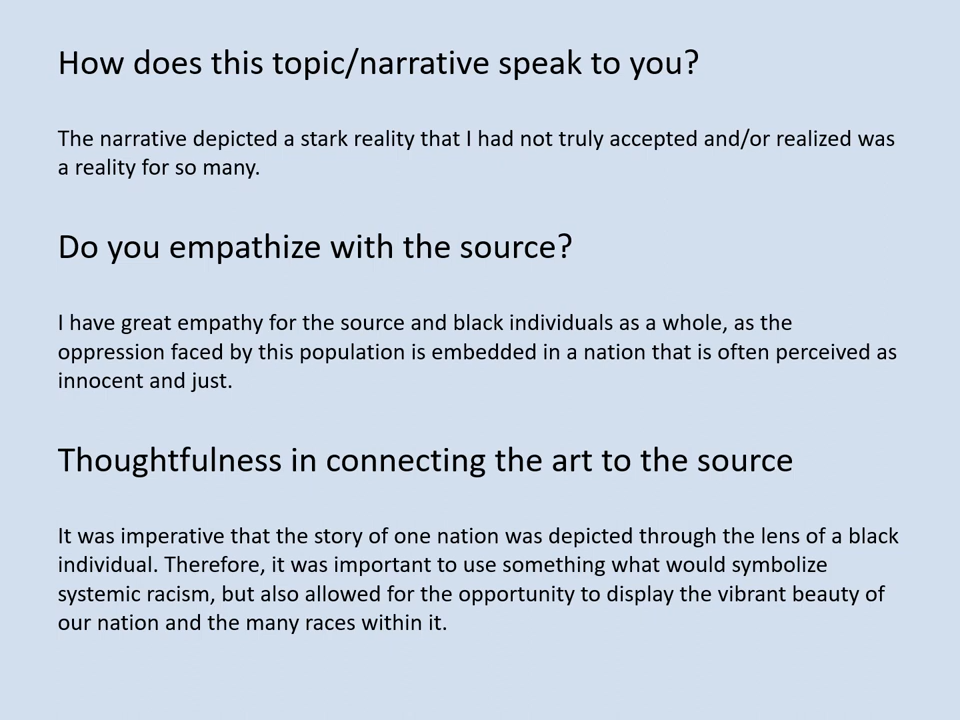 How does this topic/narrative speak to you?
The narrative depicted a stark reality that I had not truly accepted and/or realized was
a reality for so many.
Do you empathize with the source?
I have great empathy for the source and black individuals as a whole, as the
oppression faced by this population is embedded in a nation that is often perceived as
innocent and just.
Thoughtfulness in connecting the art to the source
It was imperative that the story of one nation was depicted through the lens of a black
individual. Therefore, it was important to use something what would symbolize
systemic racism, but also allowed for the opportunity to display the vibrant beauty of
our nation and the many races within it.